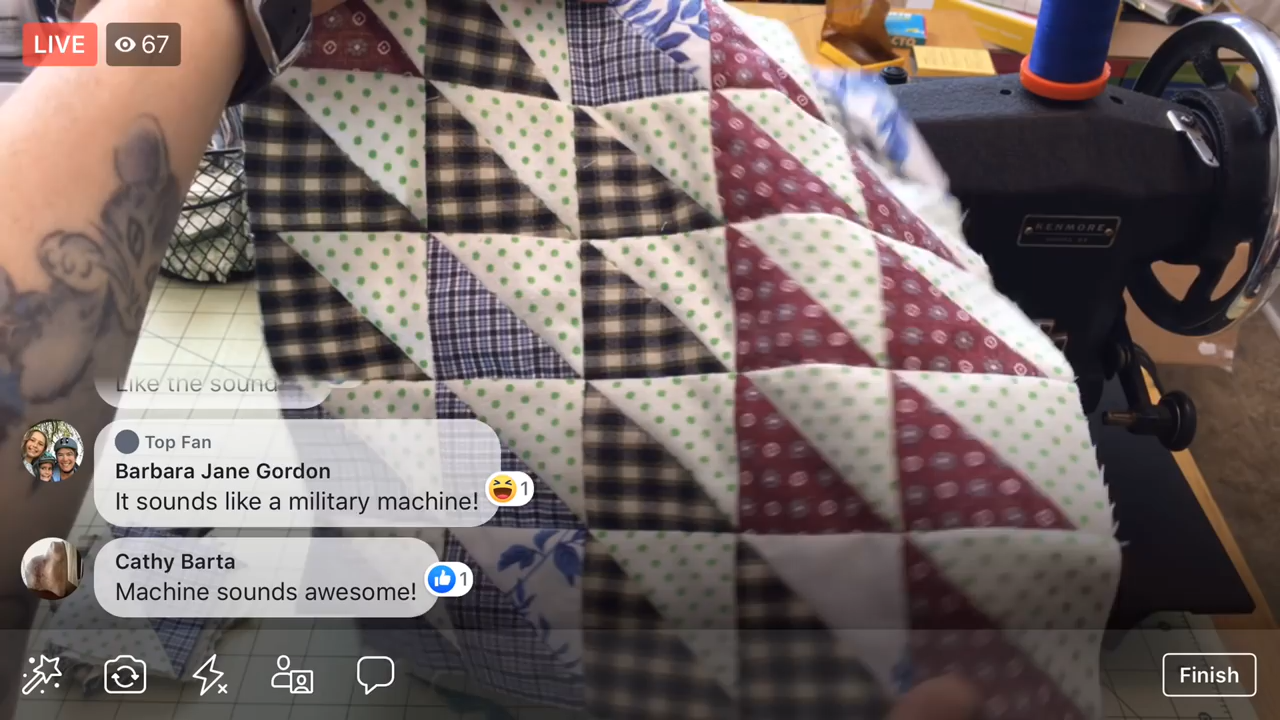 LIVE
67
CTO
KENMORE
Like the sound
Top Fan
Barbara Jane Gordon
It sounds like a military machine!
1
Cathy Barta
Machine sounds awesome!
1
Finish